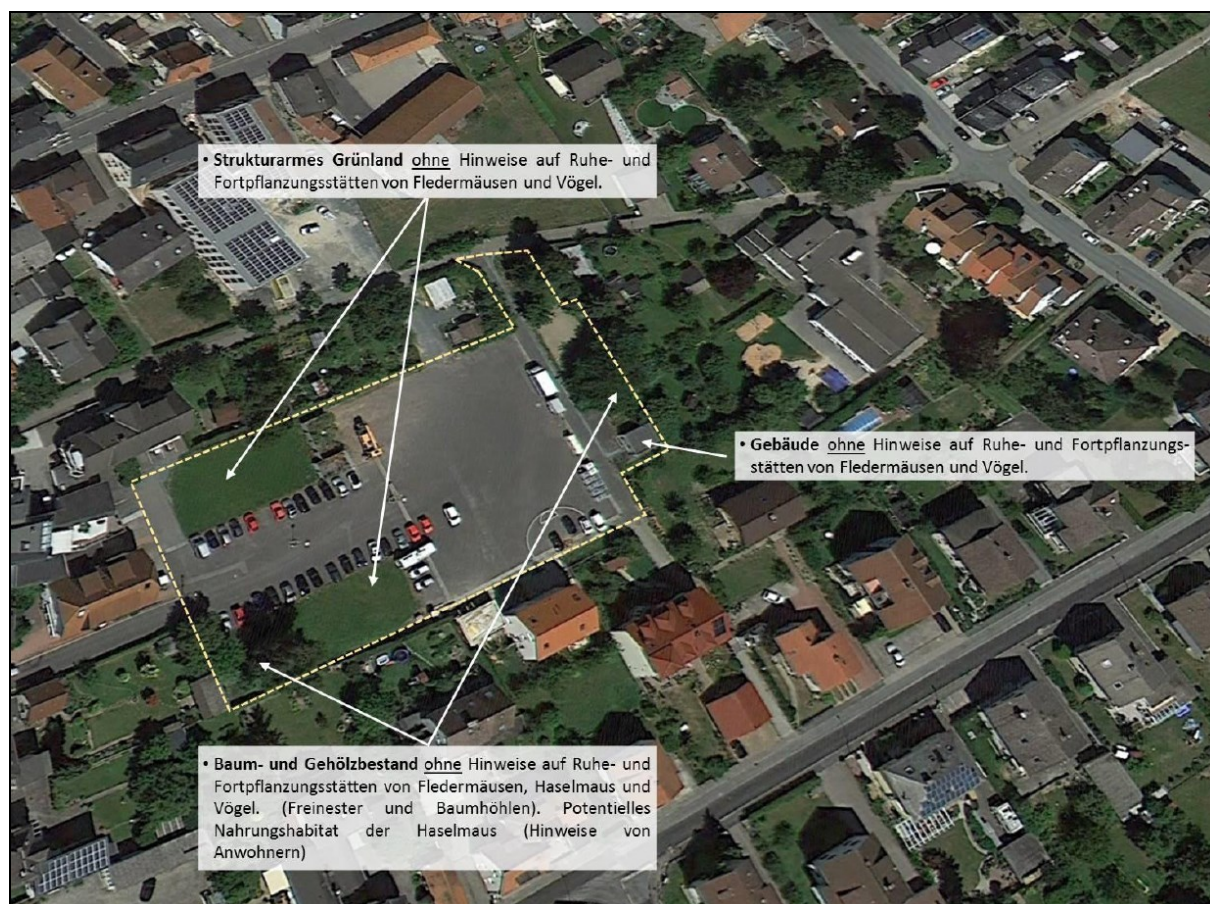 • Strukturarmes Grünland ohne Hinweise auf Ruhe- und
Fortpflanzungsstätten von Fledermäusen und Vögel.
• Gebäude ohne Hinweise auf Ruhe- und Fortpflanzungs-
stätten von Fledermäusen und Vögel.
• Baum- und Gehölzbestand ohne Hinweise auf Ruhe- und
Fortpflanzungsstätten von Fledermäusen, Haselmaus und
Vögel. (Freinester und Baumhöhlen). Potentielles
Nahrungshabitat der Haselmaus (Hinweise von
Anwohnern)